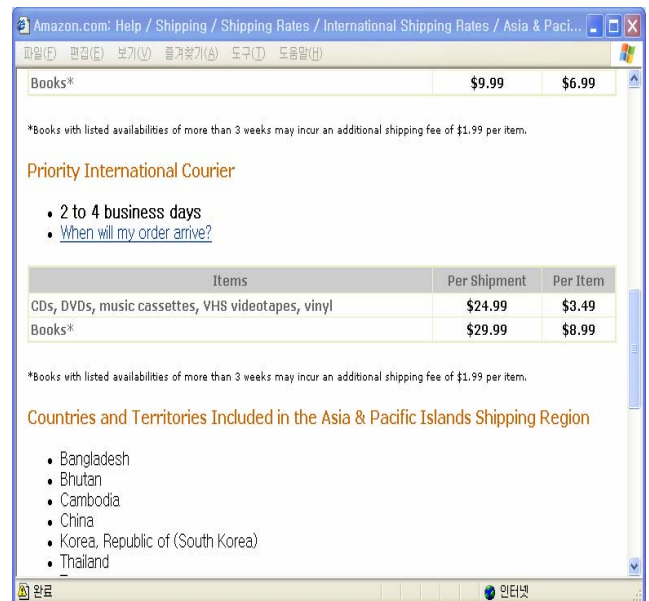 Amazon.com: Help / Shipping / Shipping Rates / International Shipping Rates / Asia & Paci...
파일(F) 편집(E) 보기(V) 즐겨찾기(A) 도구(T) 도움말(H)
Books* $9.99 $6.99
*Books with listed availabilities of more than 3 weeks may incur an additional shipping fee of $1.99 per item.
Priority International Courier
• 2 to 4 business days
• When will my order arrive?
Items Per Shipment Per Item
CDs, DVDs, music cassettes, VHS videotapes, vinyl $24.99 $3.49
Books* $29.99 $8.99
*Books with listed availabilities of more than 3 weeks may incur an additional shipping fee of $1.99 per item.
Countries and Territories Included in the Asia & Pacific Islands Shipping Region
• Bangladesh
• Bhutan
• Cambodia
• China
• Korea, Republic of (South Korea)
• Thailand
완료 인터넷